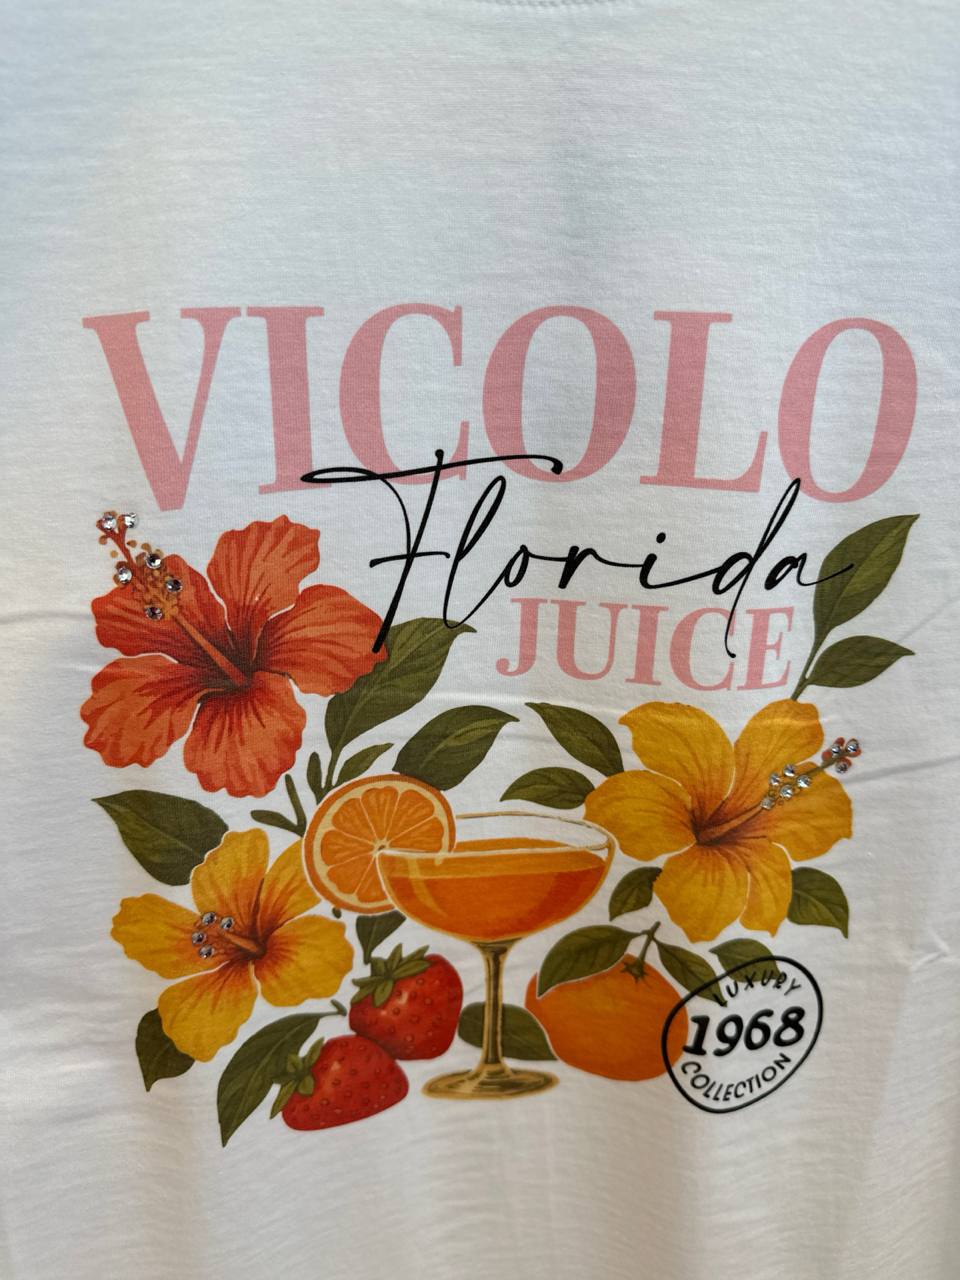 VICOLO
Florida
JUICE
LUXURY
1968
COLLECTION